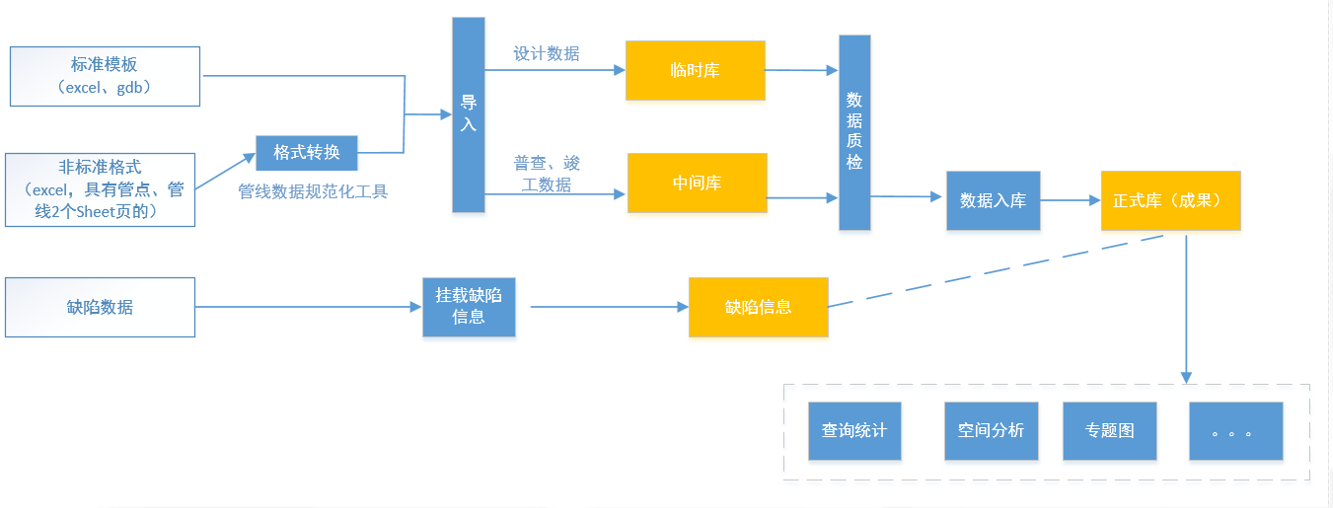 标准模板
（excel、gdb）
非标准格式
（excel，具有管点、管
线2个Sheet页的）
格式转换
管线数据规范化工具
导
入
设计数据
普查、竣
工数据
临时库
中间库
数
据
质
检
数据入库
正式库（成果）
缺陷数据
挂载缺陷
信息
缺陷信息
查询统计
空间分析
专题图
。。。